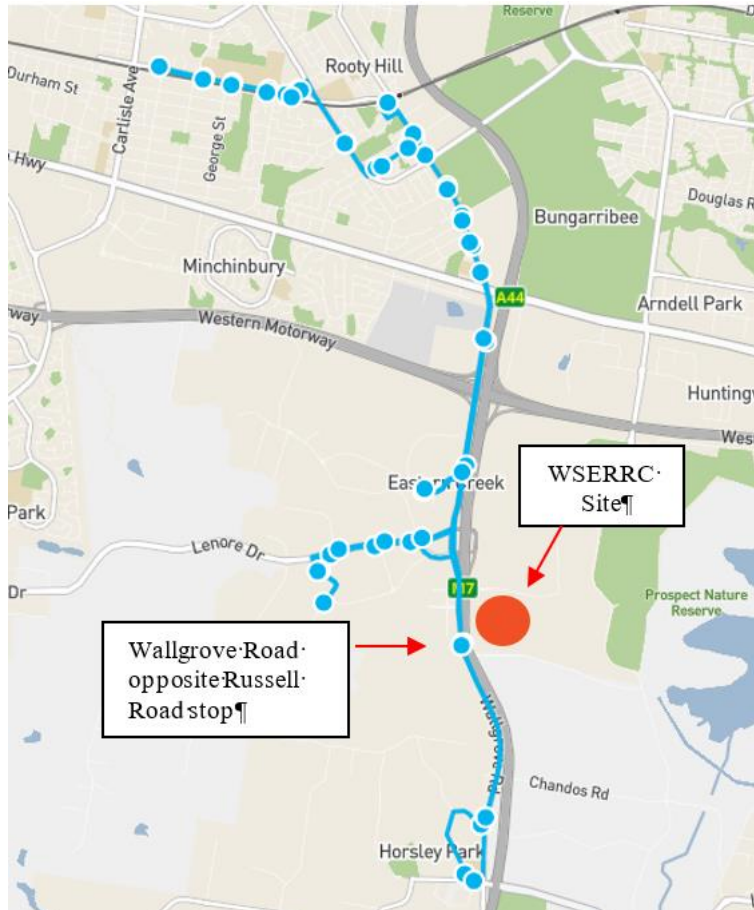 Reserve
Rooty Hill
Durham St
Carlisle Ave
George St
Hwy
Douglas R
Bungarribee
Minchinbury
A44
Arndell Park
way
Western Motorway
Huntingw
Wes
Eastern Creek
WSERRC·
Site¶
Park
Lenore Dr
Dr
M7
Prospect Nature
Reserve
Wallgrove·Road·
opposite·Russell·
Road·stop¶
Wallgrove Rd
Chandos Rd
Horsley Park